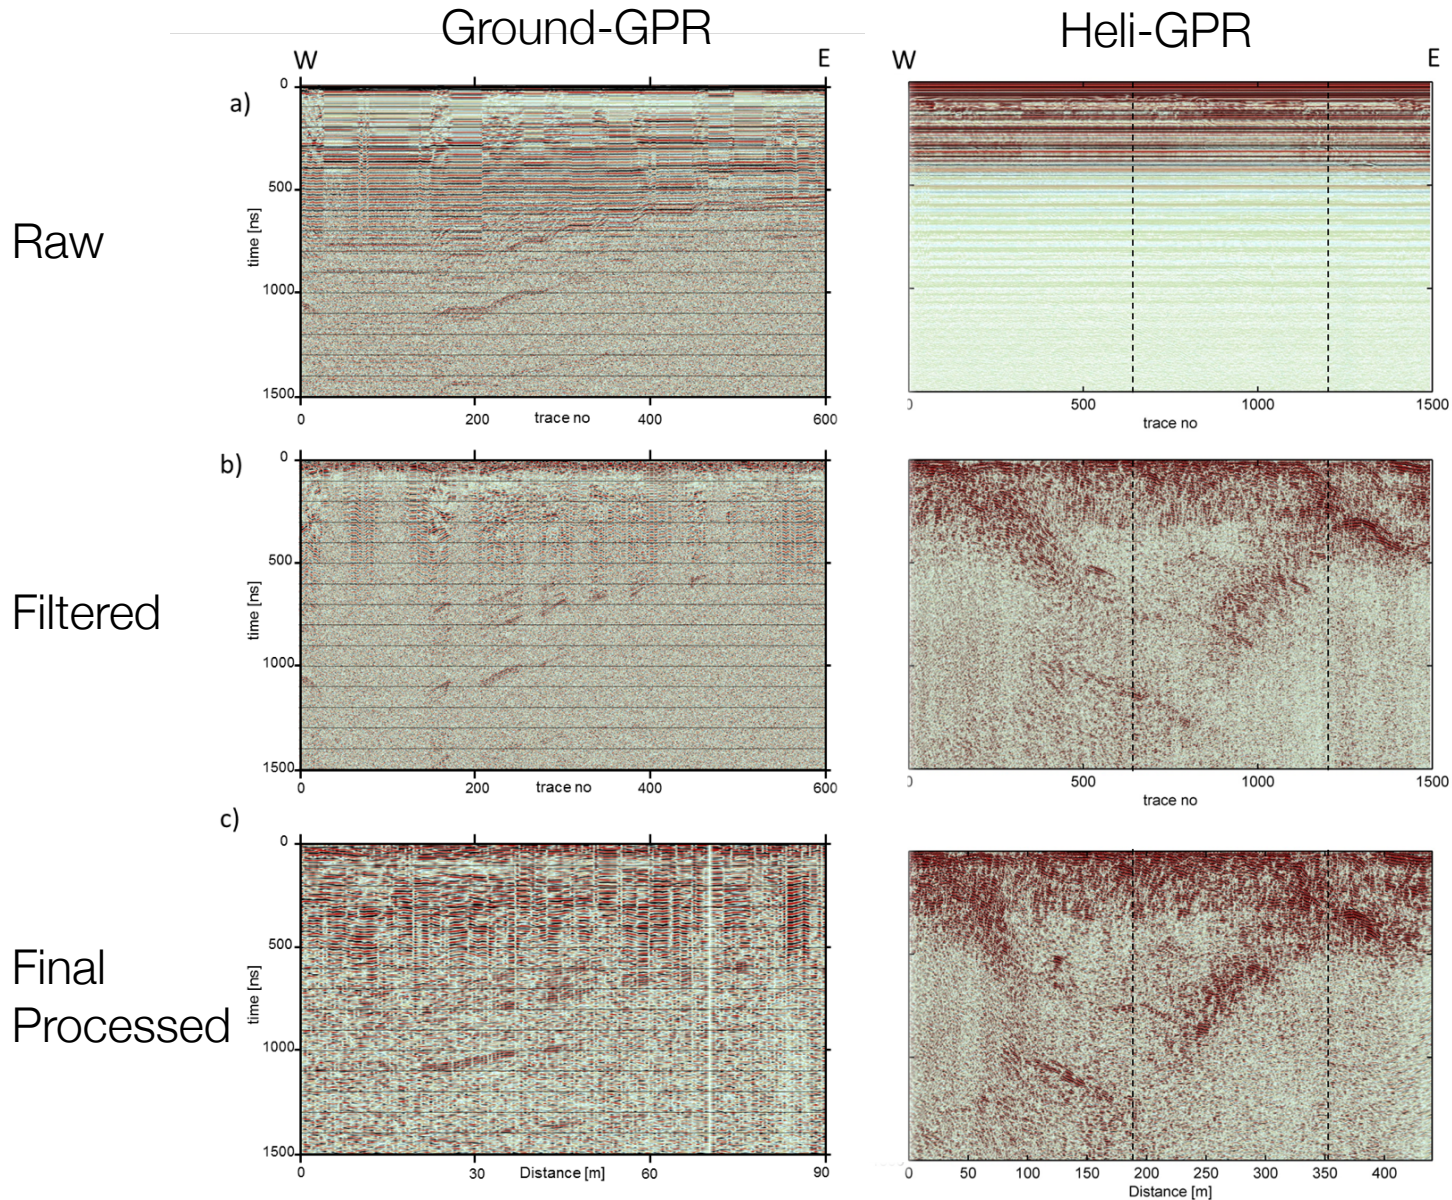 Ground-GPR
Heli-GPR
W E
W E
a)
Raw
0
500
1000
1500
time [ns]
0 200 400 600
trace no
0 500 1000 1500
trace no
b)
Filtered
0
500
1000
1500
time [ns]
0 200 400 600
trace no
0 500 1000 1500
trace no
c)
Final
Processed
0
500
1000
1500
time [ns]
0 30 60 90
Distance [m]
0 50 100 150 200 250 300 350 400
Distance [m]